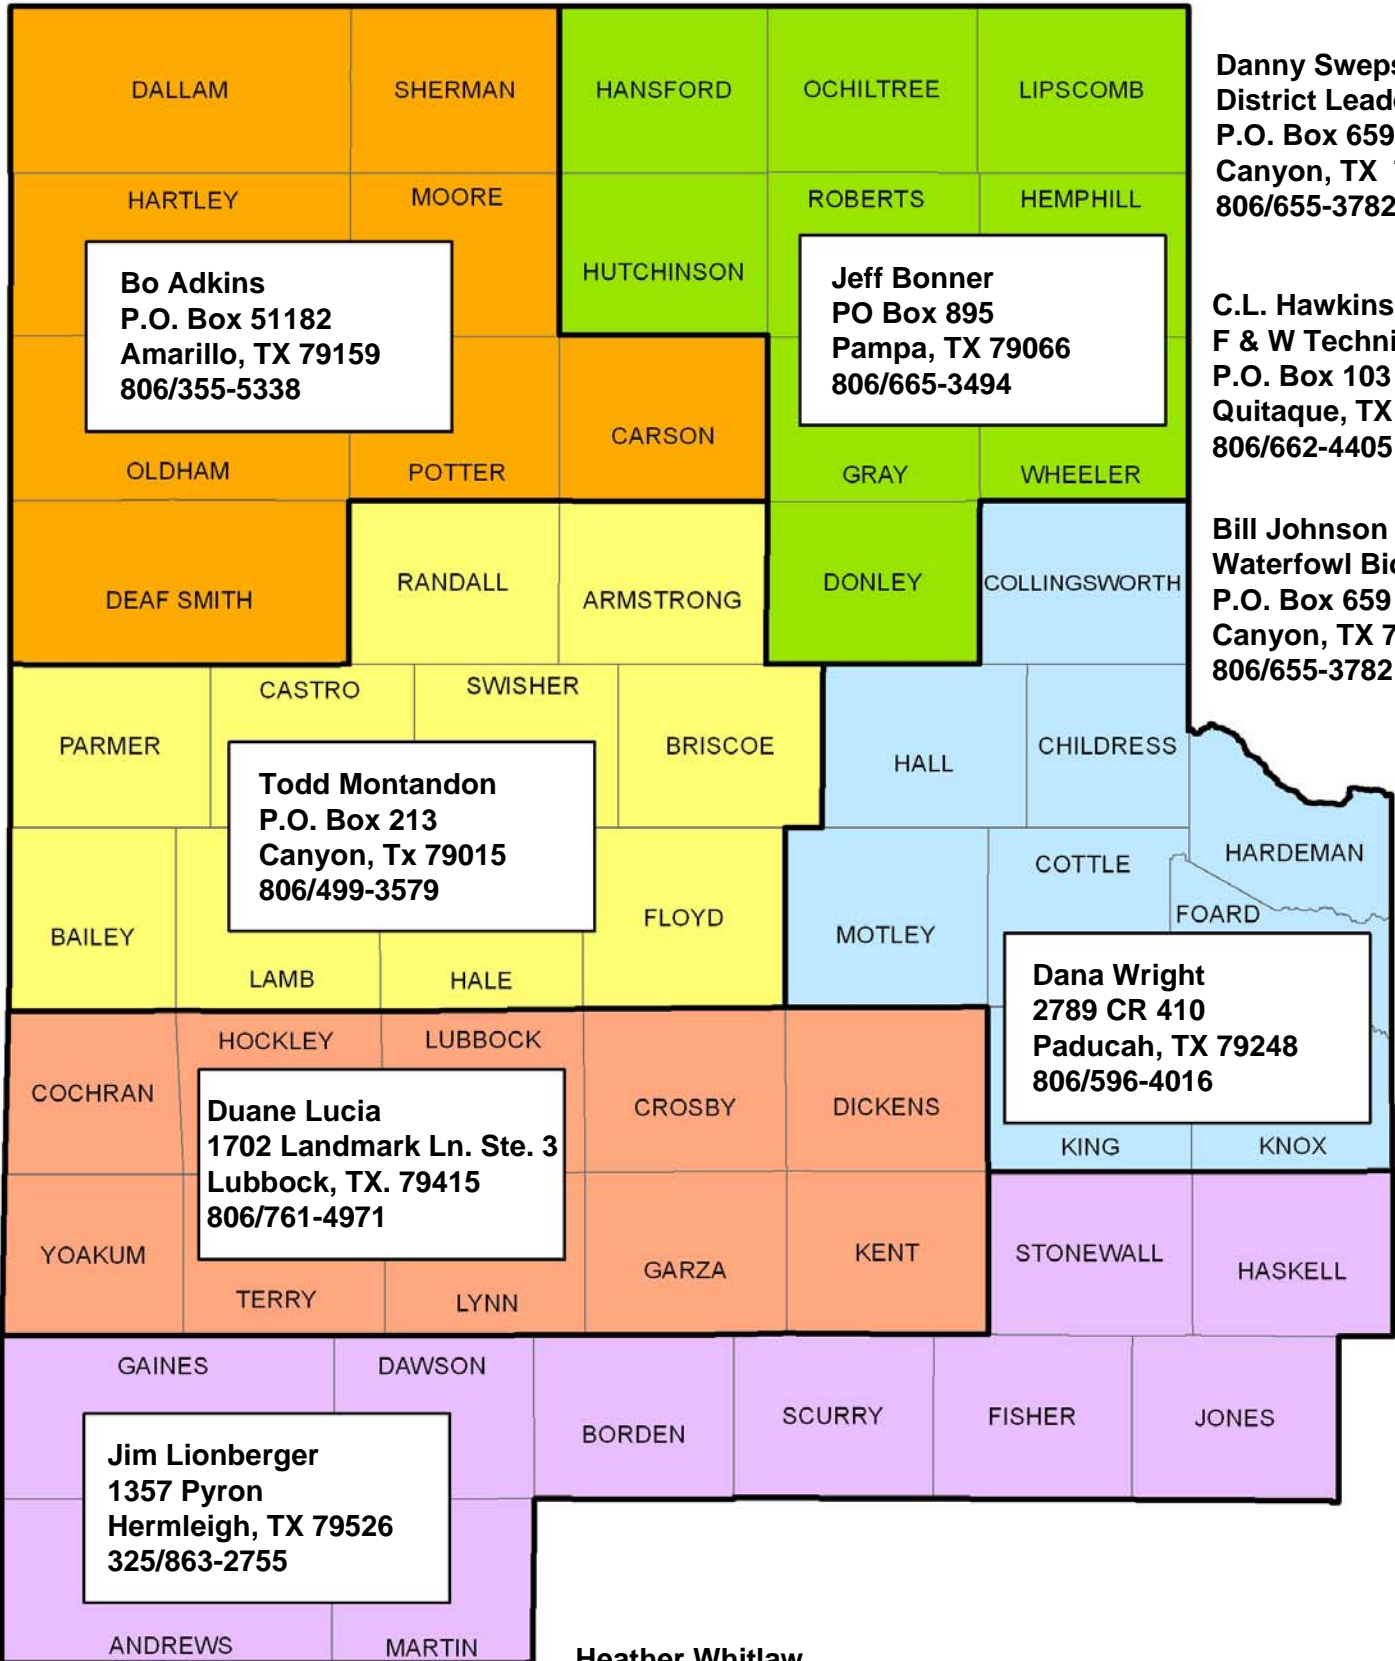 DALLAM
SHERMAN
HANSFORD
OCHILTREE
LIPSCOMB
HARTLEY
MOORE
HUTCHINSON
ROBERTS
HEMPHILL
Bo Adkins
P.O. Box 51182
Amarillo, TX 79159
806/355-5338
Jeff Bonner
PO Box 895
Pampa, TX 79066
806/665-3494
OLDHAM
POTTER
CARSON
GRAY
WHEELER
DEAF SMITH
RANDALL
ARMSTRONG
DONLEY
COLLINGSWORTH
Danny
District
P.O. Box 659
Canyon, TX
806/655-3782
C.L. Hawkins
F & W
P.O. Box 103
Quitaque, TX
806/662-4405
Bill Johnson
Waterfowl
P.O. Box 659
Canyon, TX 7
806/655-3782
PARMER
CASTRO
SWISHER
BRISCOE
HALL
CHILDRESS
Todd Montandon
P.O. Box 213
Canyon, Tx 79015
806/499-3579
BAILEY
LAMB
HALE
FLOYD
MOTLEY
COTTLE
HARDEMAN
FOARD
Dana Wright
2789 CR 410
Paducah, TX 79248
806/596-4016
KING
KNOX
COCHRAN
HOCKLEY
LUBBOCK
CROSBY
DICKENS
Duane Lucia
1702 Landmark Ln. Ste. 3
Lubbock, TX. 79415
806/761-4971
YOAKUM
TERRY
LYNN
GARZA
KENT
STONEWALL
HASKELL
GAINES
DAWSON
BORDEN
SCURRY
FISHER
JONES
Jim Lionberger
1357 Pyron
Hermleigh, TX 79526
325/863-2755
ANDREWS
MARTIN
Heather Whitlaw